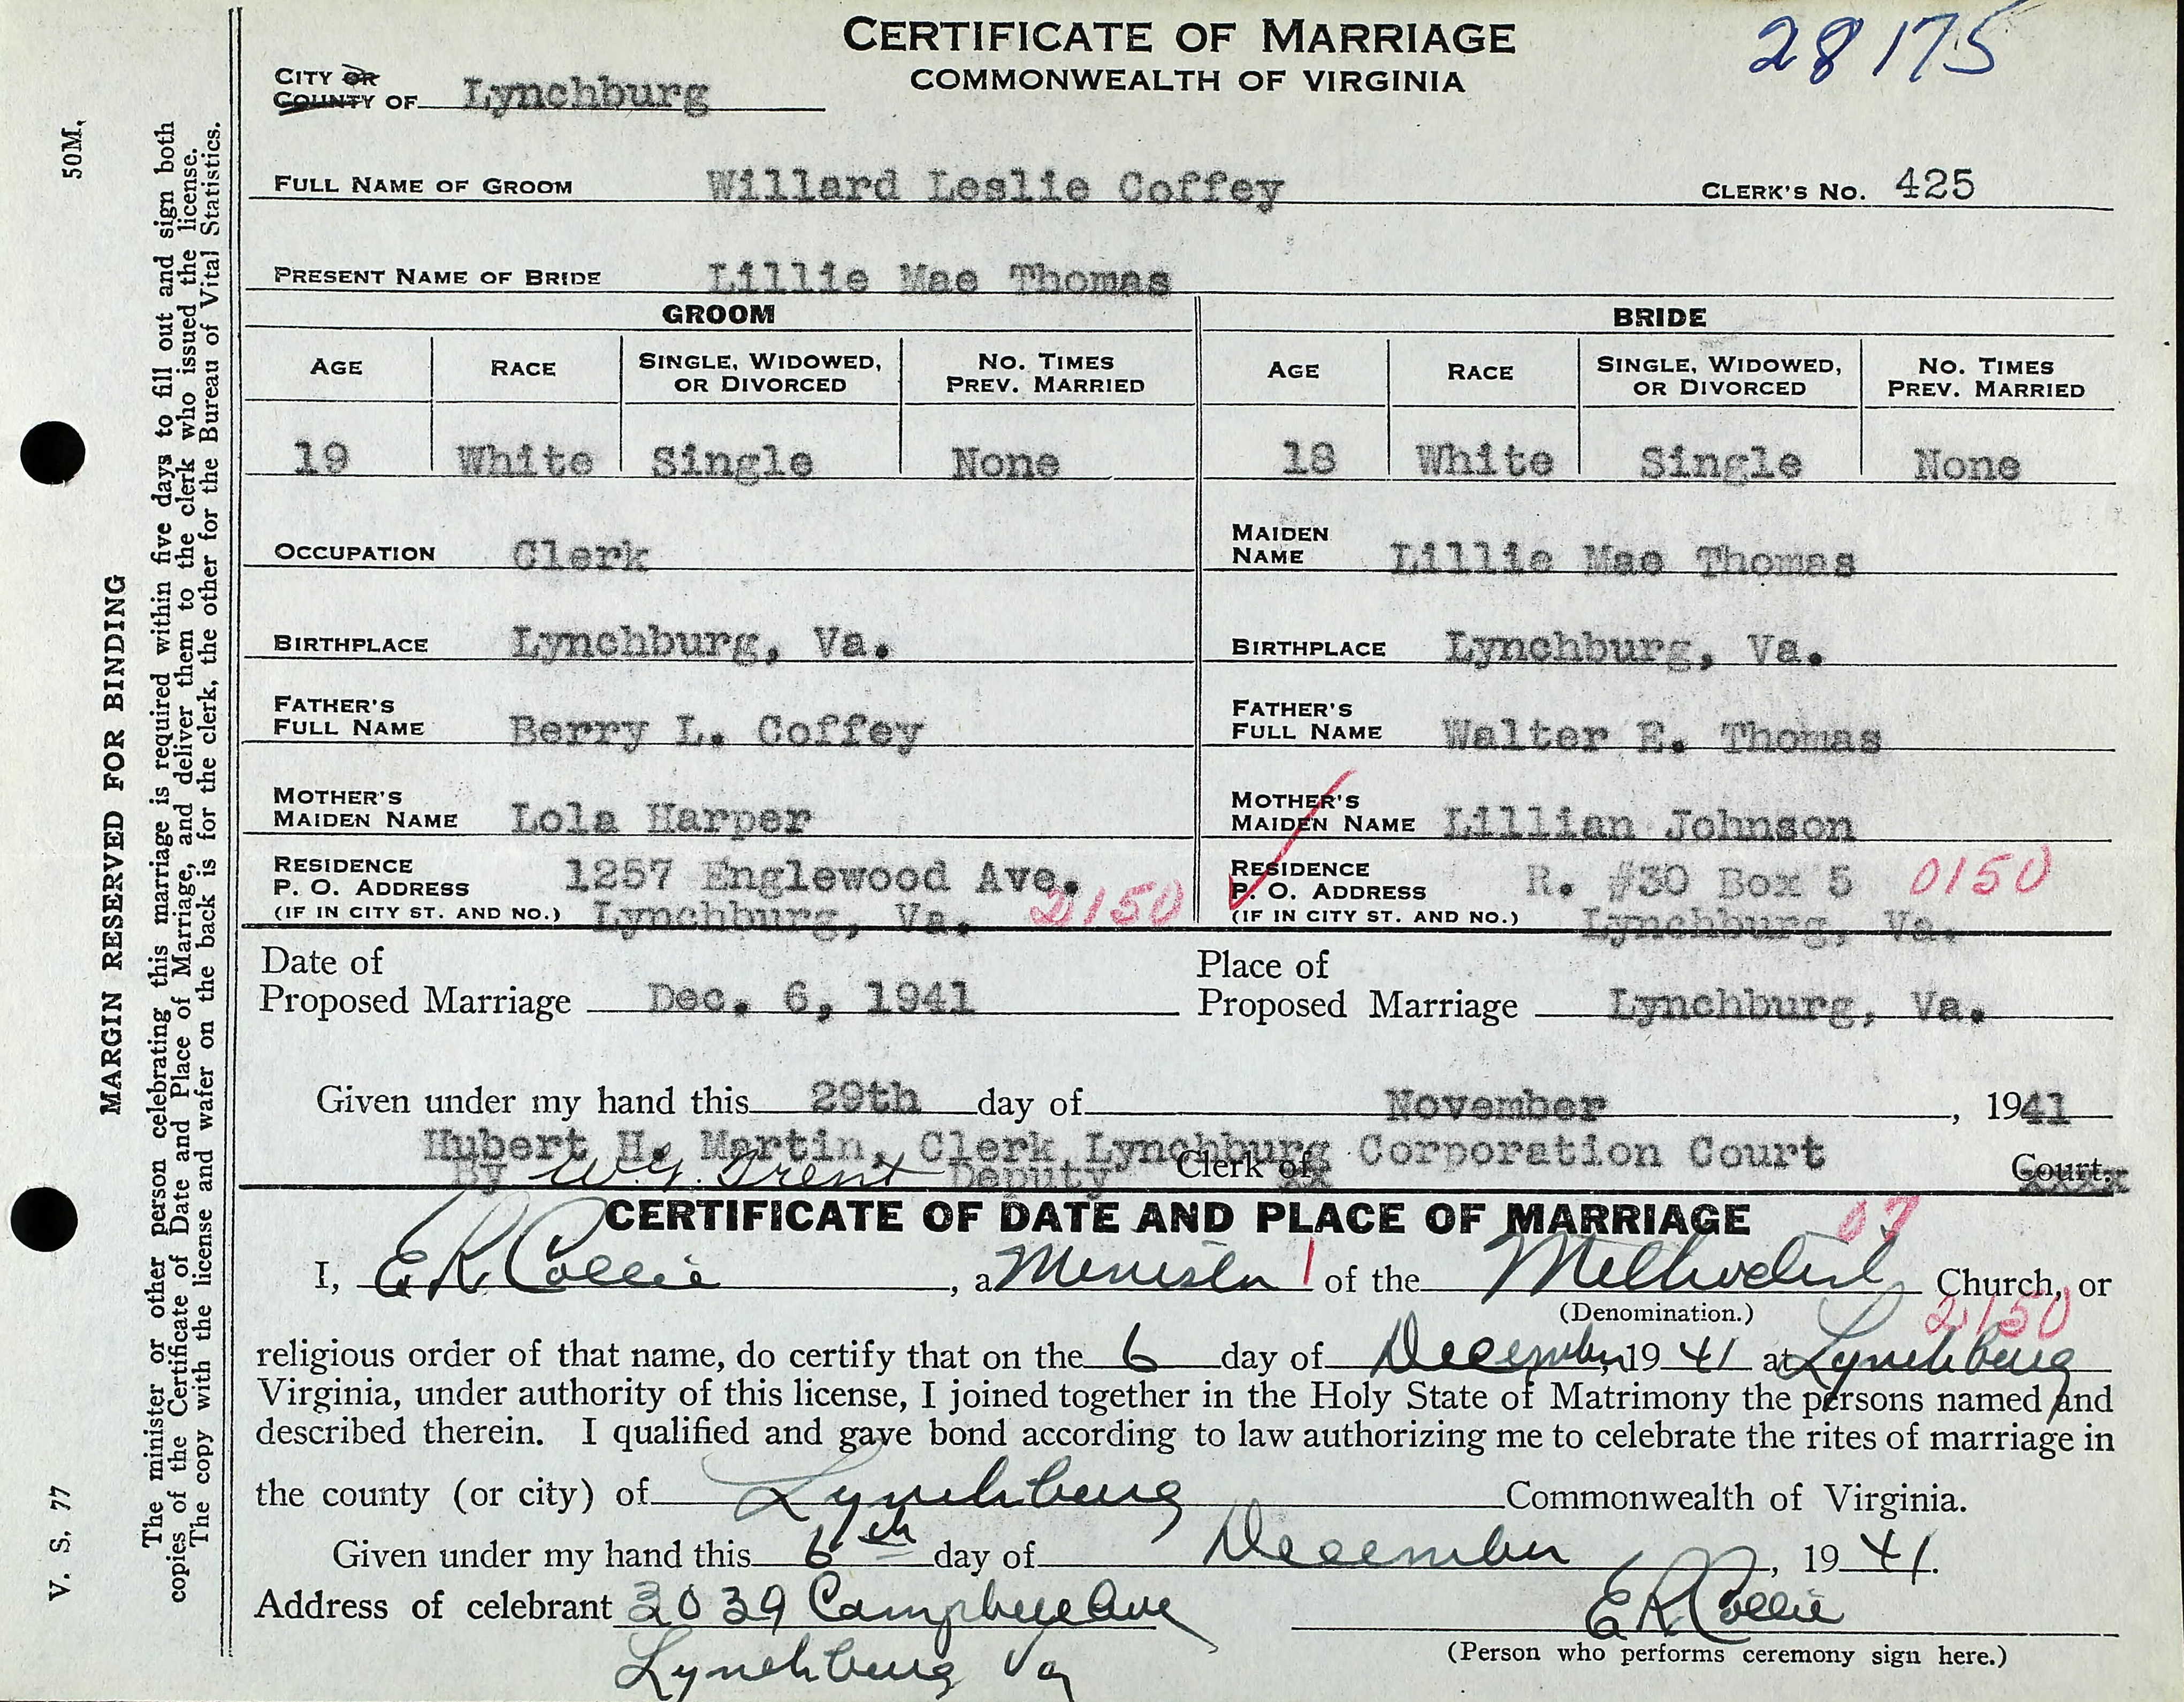 CERTIFICATE OF MARRIAGE
28175
COMMONWEALTH OF VIRGINIA
CITY OR
COUNTY OF Lynchburg
FULL NAME OF GROOM Willard Leslie Coffey CLERK'S NO. 425
PRESENT NAME OF BRIDE Lillie Mae Thomas
GROOM BRIDE
AGE RACE SINGLE, WIDOWED, OR DIVORCED NO. TIMES PREV. MARRIED AGE RACE SINGLE, WIDOWED, OR DIVORCED NO. TIMES PREV. MARRIED
19 White Single None 18 White Single None
OCCUPATION Clerk
MAIDEN NAME Lillie Mae Thomas
BIRTHPLACE Lynchburg, Va. BIRTHPLACE Lynchburg, Va.
FATHER'S FULL NAME Berry L. Coffey FATHER'S FULL NAME Walter E. Thomas
MOTHER'S MAIDEN NAME Lola Harper MOTHER'S MAIDEN NAME Lillian Johnson
RESIDENCE
P. O. ADDRESS 1257 Englewood Ave.
(IF IN CITY ST. AND NO.) Lynchburg, Va. 2150
RESIDENCE
P. O. ADDRESS R. #30 Box 5 0150
(IF IN CITY ST. AND NO.) Lynchburg, Va.
Date of
Proposed Marriage Dec. 6, 1941
Place of
Proposed Marriage Lynchburg, Va.
Given under my hand this 29th day of November, 1941
Hubert H. Martin, Clerk Lynchburg Corporation Court
By W. G. Trent Deputy Clerk of Court.
CERTIFICATE OF DATE AND PLACE OF MARRIAGE 07
I, E R Collie, a Minister 1 of the Methodist Church, or
(Denomination.) 2150
religious order of that name, do certify that on the 6 day of December, 19 41 at Lynchburg
Virginia, under authority of this license, I joined together in the Holy State of Matrimony the persons named and
described therein. I qualified and gave bond according to law authorizing me to celebrate the rites of marriage in
the county (or city) of Lynchburg Commonwealth of Virginia.
Given under my hand this 6th day of December, 19 41.
Address of celebrant 3039 Campbell Ave E R Collie
Lynchburg Va
(Person who performs ceremony sign here.)
V. S. 77 50M,
MARGIN RESERVED FOR BINDING
The minister or other person celebrating this marriage is required within five days to fill out and sign both
copies of the Certificate of Date and Place of Marriage, and deliver them to the clerk who issued the license.
The copy with the license and wafer on the back is for the clerk, the other for the Bureau of Vital Statistics.